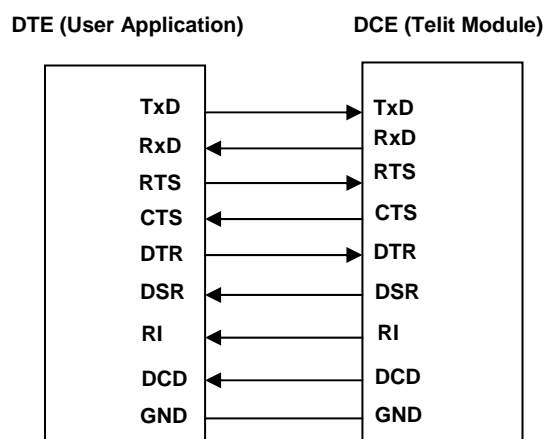 DTE (User Application) DCE (Telit Module)
TxD TxD
RxD RxD
RTS RTS
CTS CTS
DTR DTR
DSR DSR
RI RI
DCD DCD
GND GND